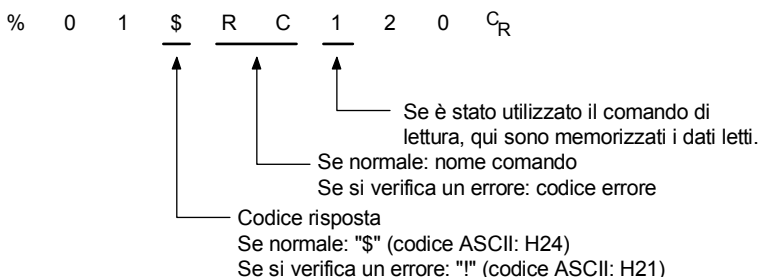 % 0 1 $ R C 1 2 0 CR
Se è stato utilizzato il comando di
lettura, qui sono memorizzati i dati letti.
Se normale: nome comando
Se si verifica un errore: codice errore
Codice risposta
Se normale: "$" (codice ASCII: H24)
Se si verifica un errore: "!" (codice ASCII: H21)